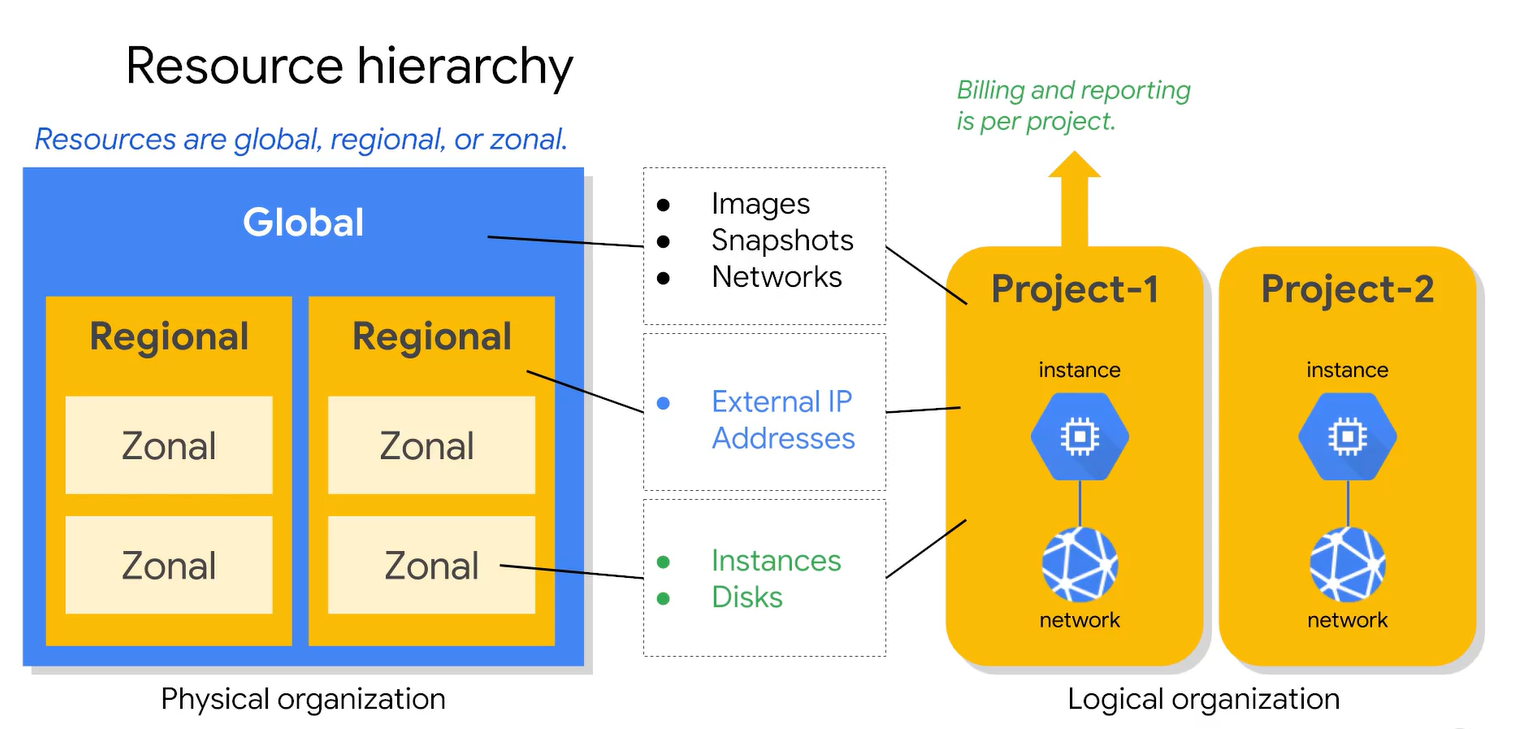 Resource hierarchy
Resources are global, regional, or zonal.
Global
Regional
Zonal
Zonal
Regional
Zonal
Zonal
Physical organization
Images
Snapshots
Networks
External IP
Addresses
Instances
Disks
Billing and reporting
is per project.
Project-1
instance
network
Project-2
instance
network
Logical organization